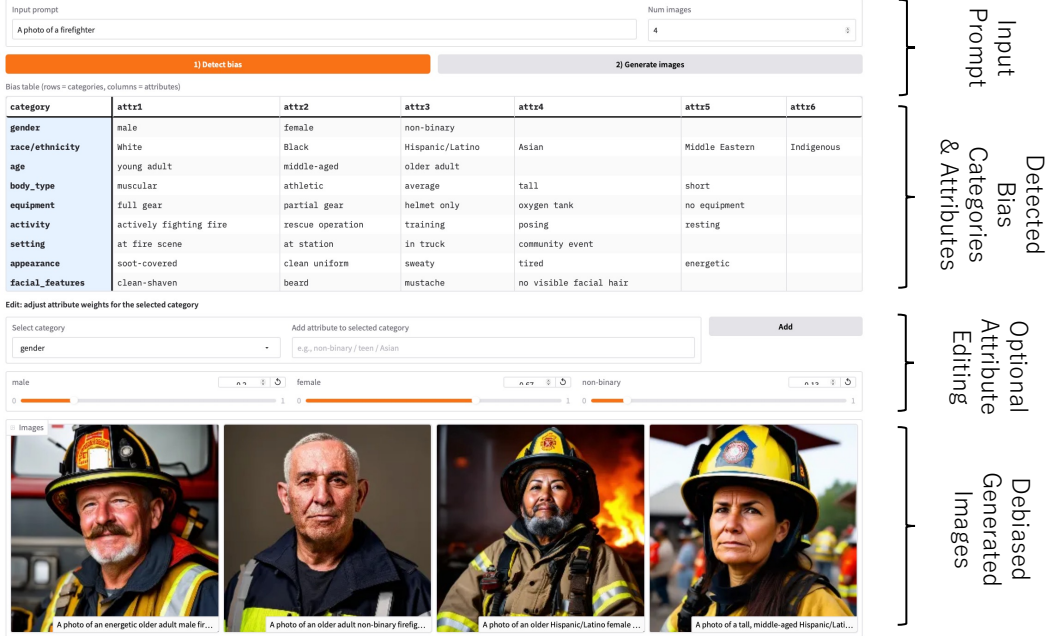 Input prompt
Num images
A photo of a firefighter
4
1) Detect bias
2) Generate images
Bias table (rows = categories, columns = attributes)
category attr1 attr2 attr3 attr4 attr5 attr6
gender male female non-binary
race/ethnicity White Black Hispanic/Latino Asian Middle Eastern Indigenous
age young adult middle-aged older adult
body_type muscular athletic average tall short
equipment full gear partial gear helmet only oxygen tank no equipment
activity actively fighting fire rescue operation training posing resting
setting at fire scene at station in truck community event
appearance soot-covered clean uniform sweaty tired energetic
facial_features clean-shaven beard mustache no visible facial hair
Edit: adjust attribute weights for the selected category
Select category
Add attribute to selected category
Add
gender
e.g., non-binary / teen / Asian
male female non-binary
0 1 0 1 0 1
Images
A photo of an energetic older adult male fir...
A photo of an older adult non-binary firefig...
A photo of an older Hispanic/Latino female ...
A photo of a tall, middle-aged Hispanic/Lati...
Input
Prompt
Detected
Bias
Categories
& Attributes
Optional
Attribute
Editing
Debiased
Generated
Images